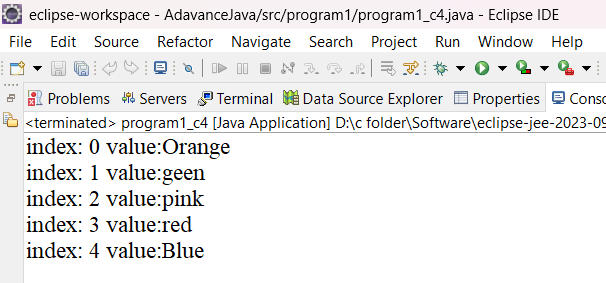 eclipse-workspace - AdavanceJava/src/program1/program1_c4.java - Eclipse IDE
File Edit Source Refactor Navigate Search Project Run Window Help
Problems Servers Terminal Data Source Explorer Properties Conso
<terminated> program1_c4 [Java Application] D:\c folder\Software\eclipse-jee-2023-09
index: 0 value:Orange
index: 1 value:geen
index: 2 value:pink
index: 3 value:red
index: 4 value:Blue